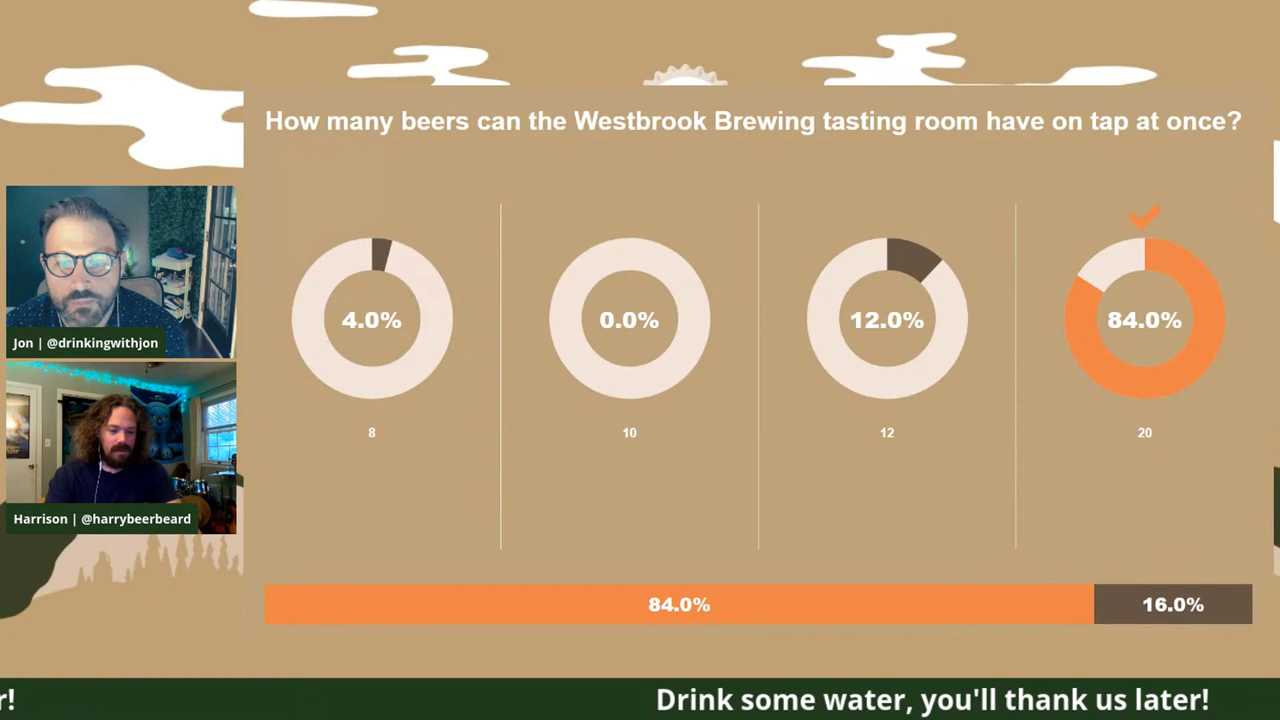 How many beers can the Westbrook Brewing tasting room have on tap at once?
Jon | @drinkingwithjon
Harrison | @harrybeerbeard
4.0%
0.0%
12.0%
84.0%
8
10
12
20
84.0%
16.0%
r!
Drink some water, you'll thank us later!